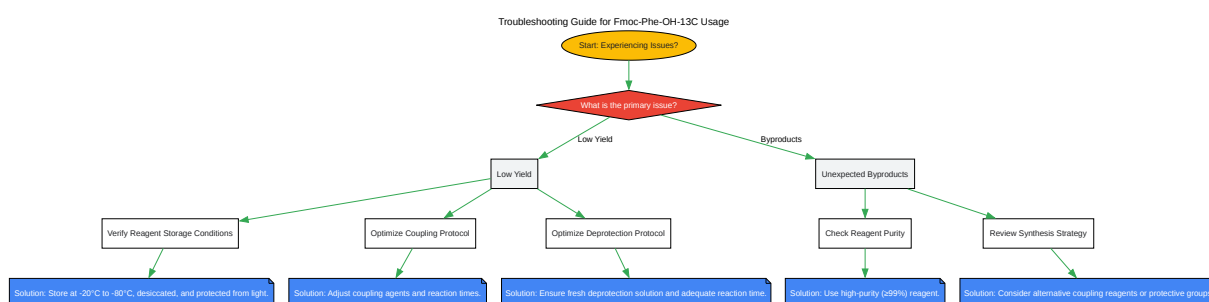 Troubleshooting Guide for Fmoc-Phe-OH-13C Usage
Start: Experiencing Issues?
What is the primary issue?
Low Yield
Byproducts
Low Yield
Unexpected Byproducts
Verify Reagent Storage Conditions
Optimize Coupling Protocol
Optimize Deprotection Protocol
Check Reagent Purity
Review Synthesis Strategy
Solution: Store at -20°C to -80°C, desiccated, and protected from light.
Solution: Adjust coupling agents and reaction times.
Solution: Ensure fresh deprotection solution and adequate reaction time.
Solution: Use high-purity (≥99%) reagent.
Solution: Consider alternative coupling reagents or protective groups